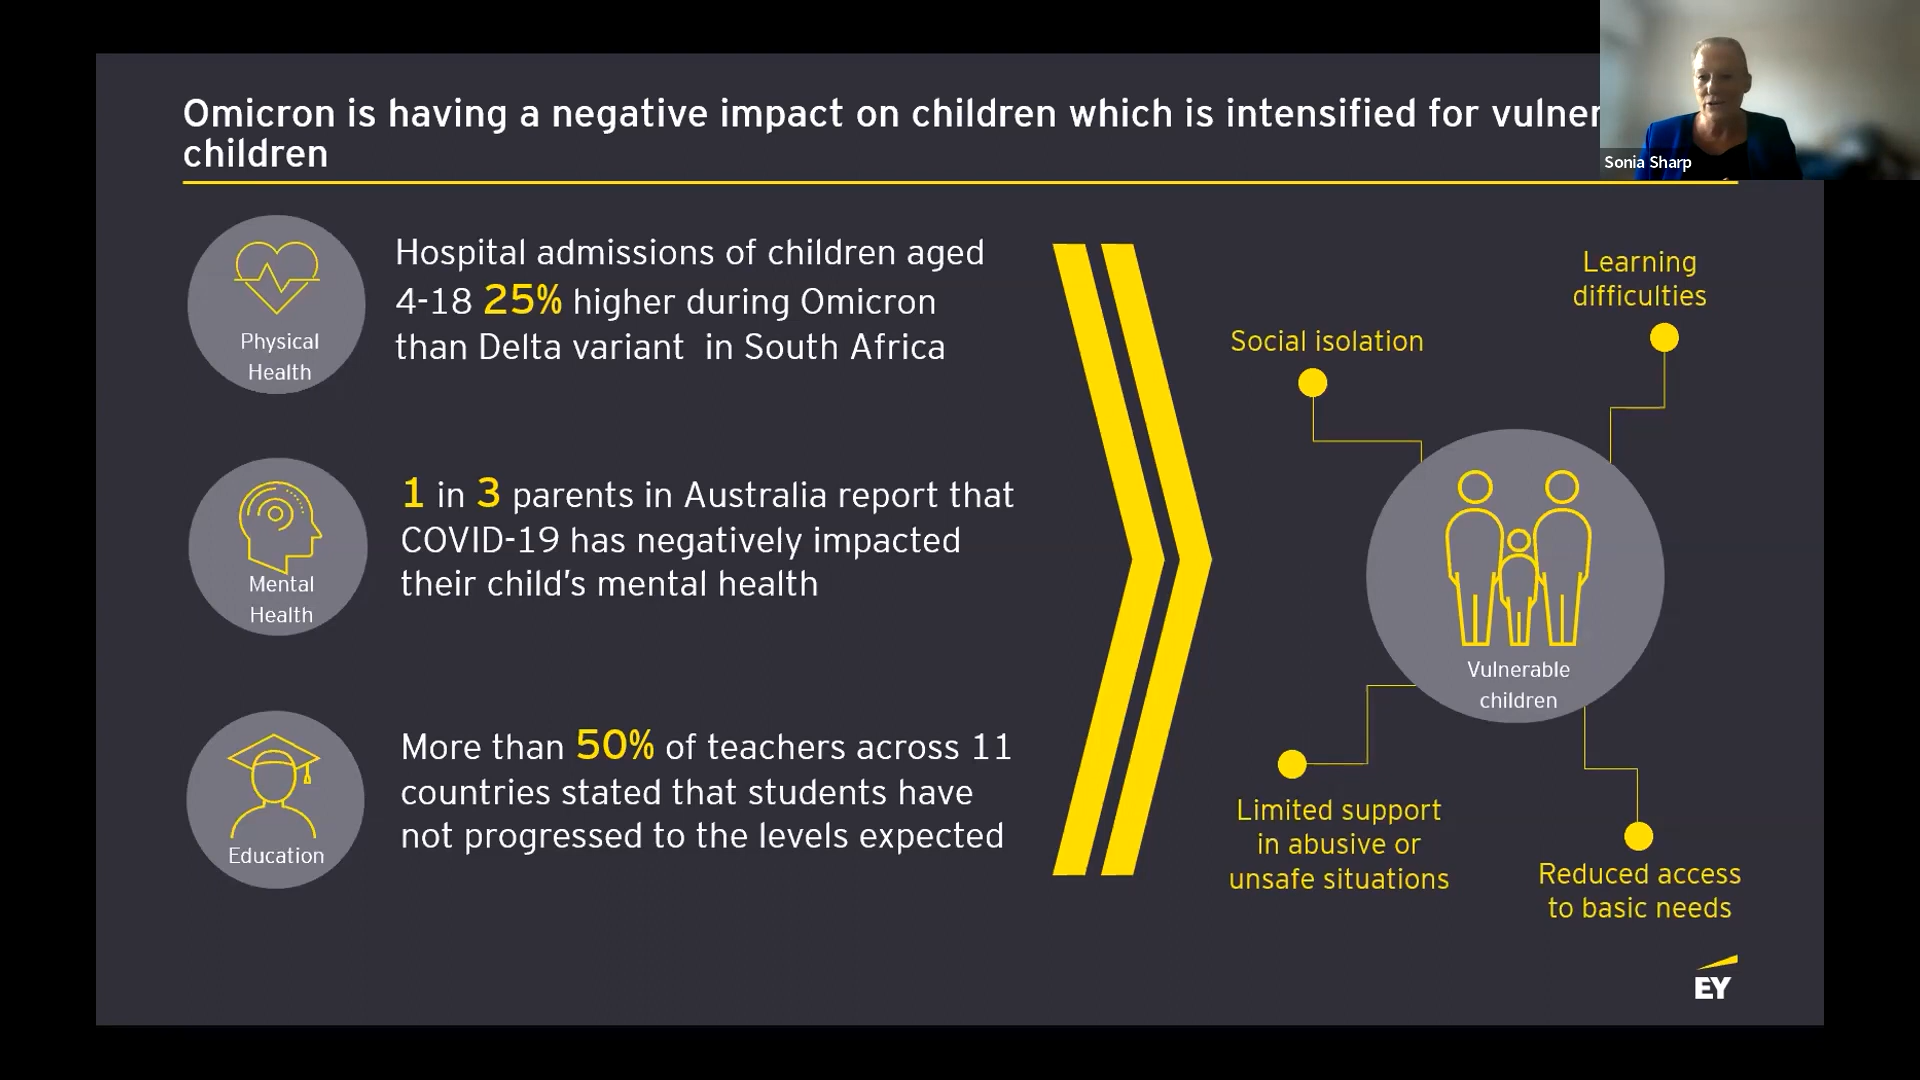 Omicron is having a negative impact on children which is intensified for
children
Sonia Sharp
Physical
Health
Hospital admissions of children aged
4-18 25% higher during Omicron
than Delta variant in South Africa
Mental
Health
1 in 3 parents in Australia report that
COVID-19 has negatively impacted
their child's mental health
Education
More than 50% of teachers across 11
countries stated that students have
not progressed to the levels expected
Social isolation
Learning
difficulties
Vulnerable
children
Limited support
in abusive or
unsafe situations
Reduced access
to basic needs
EY